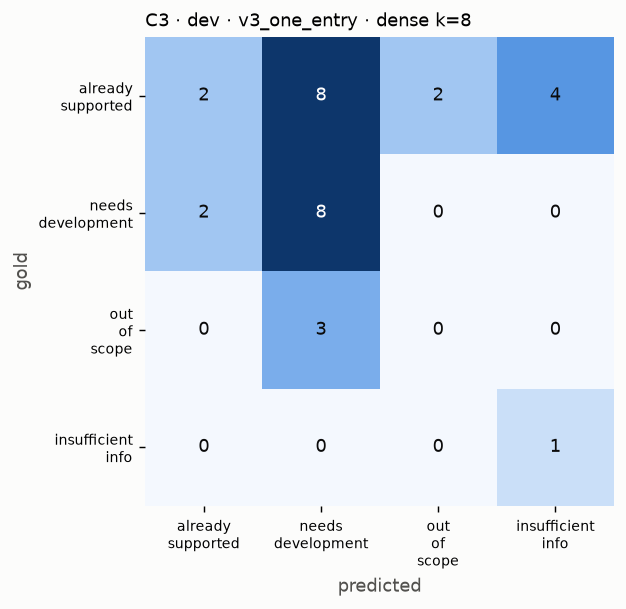 C3 · dev · v3_one_entry · dense k=8
already
supported
2 8 2 4
needs
development
2 8 0 0
gold
out
of
scope
0 3 0 0
insufficient
info
0 0 0 1
already
supported
needs
development
out
of
scope
insufficient
info
predicted